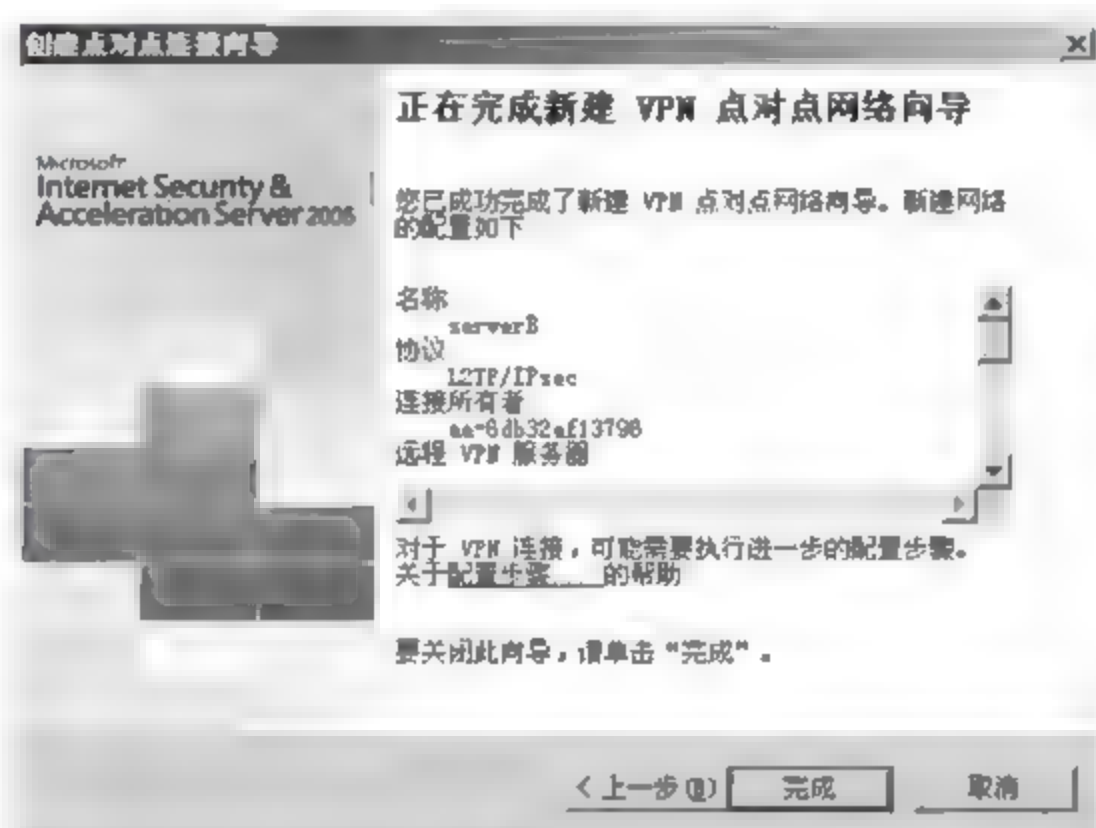 创建点对点连接向导
正在完成新建 VPN 点对点网络向导
Microsoft
Internet Security &
Acceleration Server 2006
您已成功完成了新建 VPN 点对点网络向导。新建网络
的配置如下
名称
serverB
协议
L2TP/IPsec
连接所有者
远程 VPN 服务器
对于 VPN 连接，可能需要执行进一步的配置步骤。
关于配置步骤 的帮助
要关闭此向导，请单击“完成”。
< 上一步(B)
完成
取消